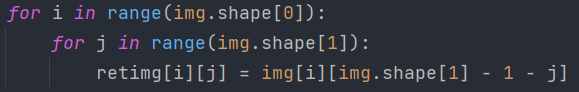 for i in range(img.shape[0]):
    for j in range(img.shape[1]):
        retimg[i][j] = img[i][img.shape[1] - 1 - j]